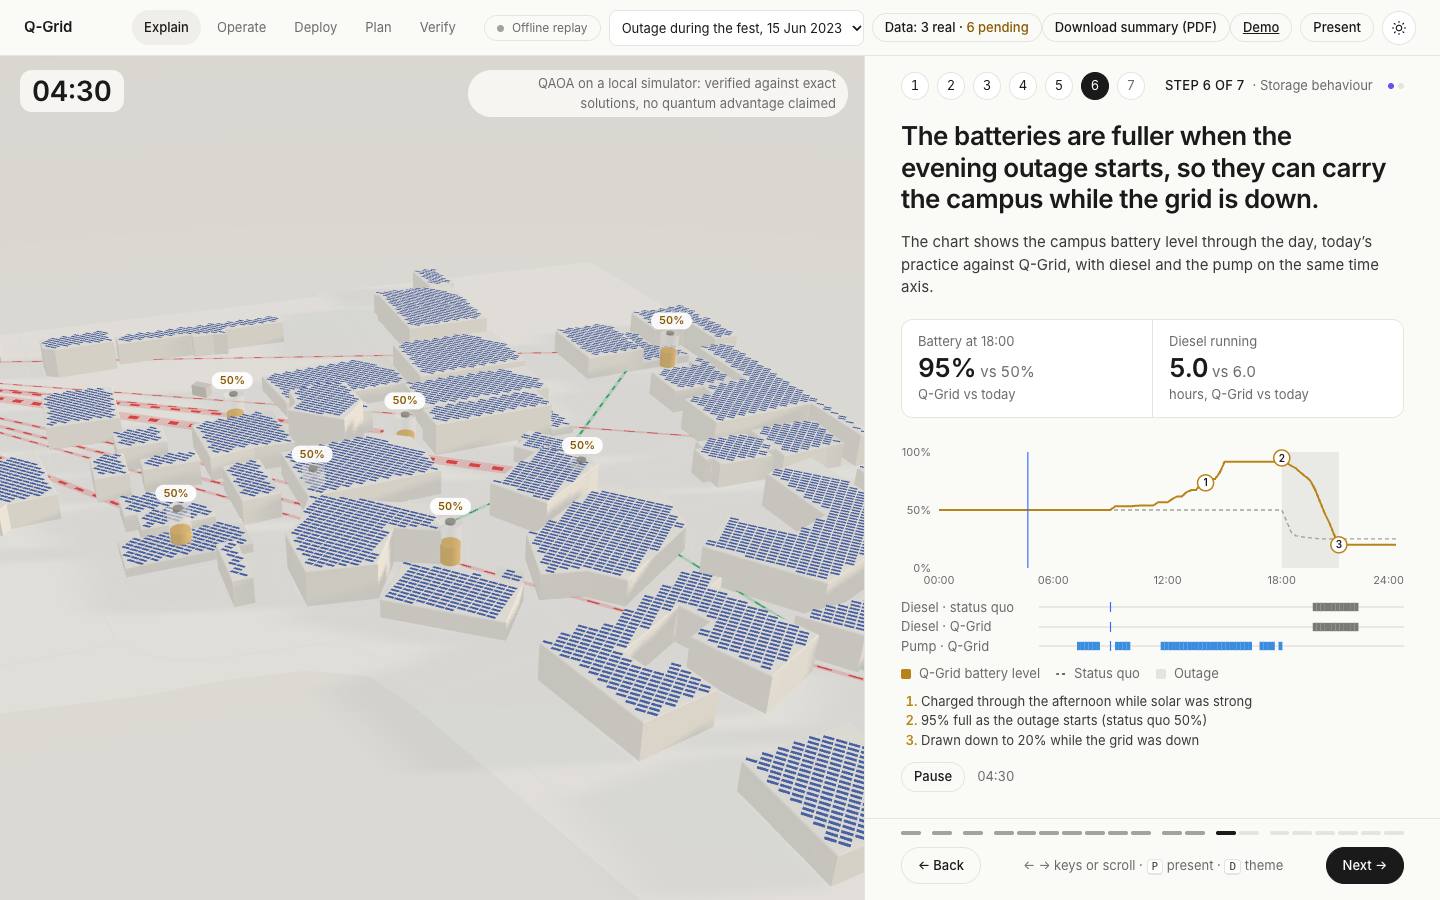 Q-Grid
Explain
Operate
Deploy
Plan
Verify
Offline replay
Outage during the fest, 15 Jun 2023
Data: 3 real · 6 pending
Download summary (PDF)
Demo
Present
04:30
QAOA on a local simulator: verified against exact
solutions, no quantum advantage claimed
50%
50%
50%
50%
50%
50%
50%
1 2 3 4 5 6 7
STEP 6 OF 7 · Storage behaviour
The batteries are fuller when the
evening outage starts, so they can carry
the campus while the grid is down.
The chart shows the campus battery level through the day, today’s
practice against Q-Grid, with diesel and the pump on the same time
axis.
Battery at 18:00
95% vs 50%
Q-Grid vs today
Diesel running
5.0 vs 6.0
hours, Q-Grid vs today
100%
50%
0%
1
2
3
00:00 06:00 12:00 18:00 24:00
Diesel · status quo
Diesel · Q-Grid
Pump · Q-Grid
Q-Grid battery level
Status quo
Outage
1. Charged through the afternoon while solar was strong
2. 95% full as the outage starts (status quo 50%)
3. Drawn down to 20% while the grid was down
Pause
04:30
← Back
← → keys or scroll · P present · D theme
Next →